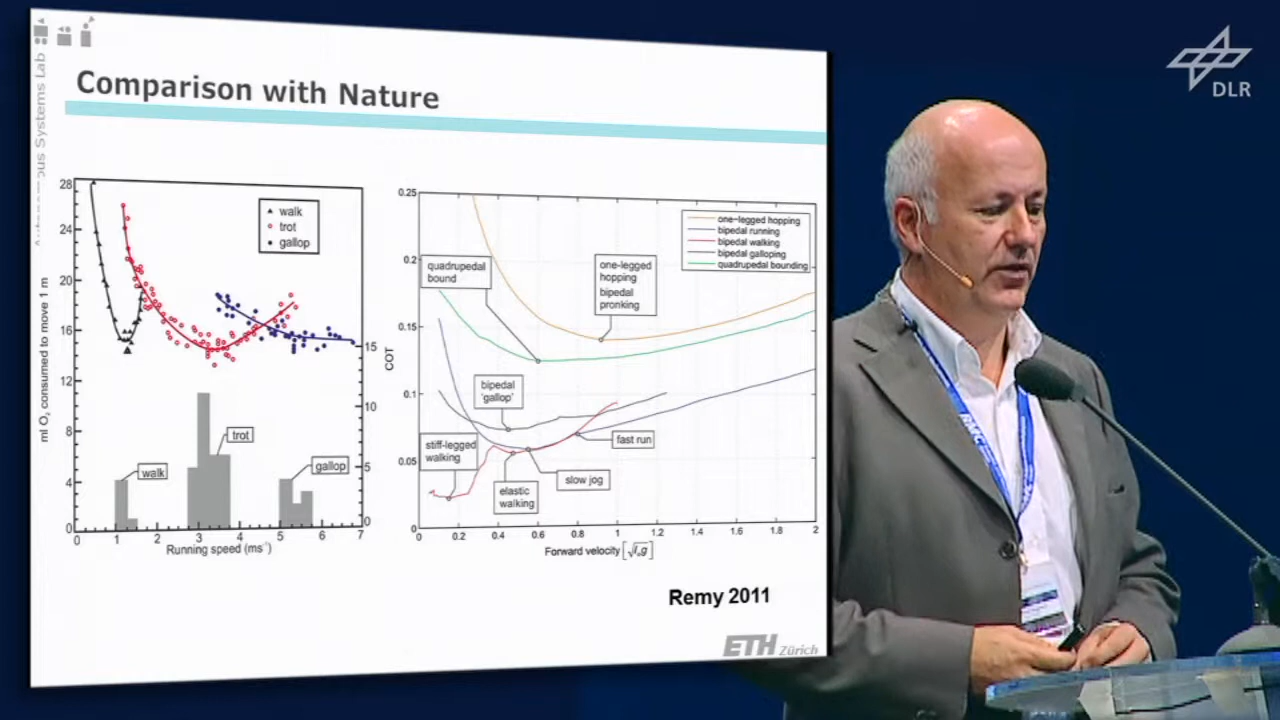 Systems Lab
Comparison with Nature
ml O₂ consumed to move 1 m
28
24
20
16
12
8
4
0
walk
trot
gallop
15
10
5
0
walk
trot
gallop
0 1 2 3 4 5 6 7
Running speed (ms⁻¹)
COT
0.25
0.2
0.15
0.1
0.05
0
one-legged hopping
bipedal running
bipedal walking
bipedal galloping
quadrupedal bounding
quadrupedal
bound
one-legged
hopping
bipedal
pronking
bipedal
'gallop'
stiff-legged
walking
fast run
slow jog
elastic
walking
0 0.2 0.4 0.6 0.8 1 1.2 1.4 1.6 1.8 2
Forward velocity [√l₀g]
Remy 2011
ETH Zürich
DLR